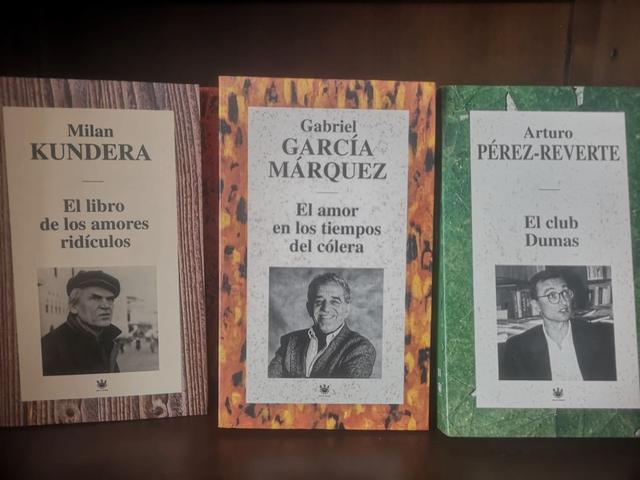 Milan
KUNDERA
El libro
de los amores
ridículos
Gabriel
GARCÍA
MÁRQUEZ
El amor
en los tiempos
del cólera
Arturo
PÉREZ-REVERTE
El club
Dumas